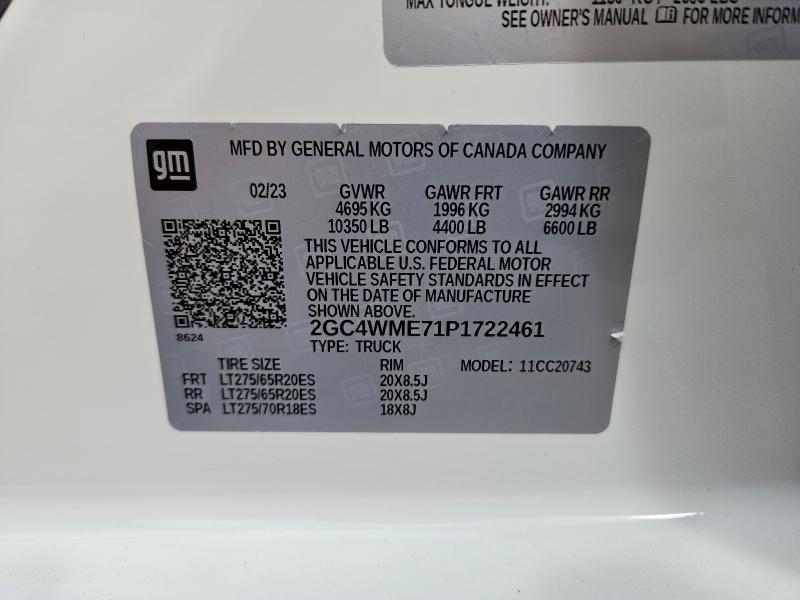 MAX TONGUE WEIGHT:
SEE OWNER'S MANUAL FOR MORE INFORM
gm
MFD BY GENERAL MOTORS OF CANADA COMPANY
02/23 GVWR GAWR FRT GAWR RR
4695 KG 1996 KG 2994 KG
10350 LB 4400 LB 6600 LB
THIS VEHICLE CONFORMS TO ALL
APPLICABLE U.S. FEDERAL MOTOR
VEHICLE SAFETY STANDARDS IN EFFECT
ON THE DATE OF MANUFACTURE
SHOWN ABOVE.
2GC4WME71P1722461
8624
TYPE: TRUCK
TIRE SIZE RIM MODEL: 11CC20743
FRT LT275/65R20ES 20X8.5J
RR LT275/65R20ES 20X8.5J
SPA LT275/70R18ES 18X8J